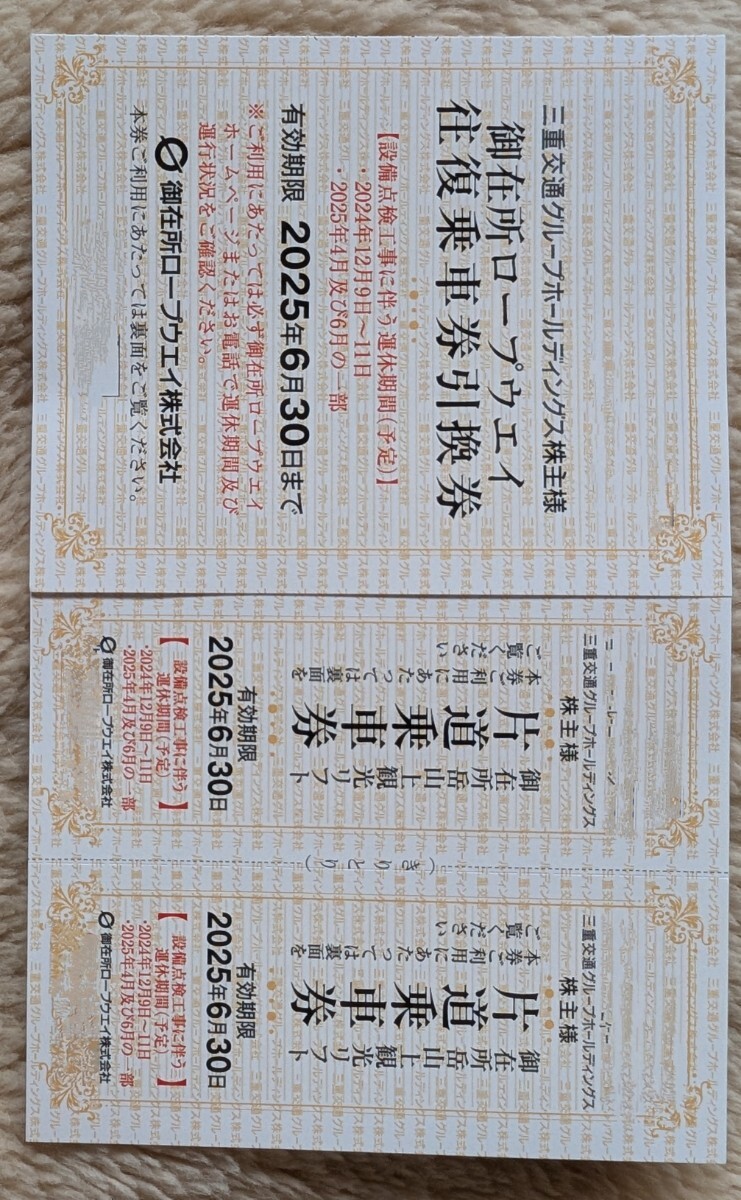 三重交通グループホールディングス株主様
御在所ロープウエイ
往復乗車券引換券
【設備点検工事に伴う運休期間(予定)】
・2024年12月9日～11日
・2025年4月及び6月の一部
有効期限 2025年6月30日まで
※ご利用にあたっては必ず御在所ロープウエイ
ホームページまたはお電話で運休期間及び
運行状況をご確認ください。
御在所ロープウエイ株式会社
本券ご利用にあたっては裏面をご覧ください。
三重交通グループホールディングス
株主様
御在所岳山上観光リフト
片道乗車券
本券ご利用に
あたっては裏面を
ご覧ください
有効期限
2025年6月30日
【設備点検工事に伴う
運休期間(予定)】
・2024年12月9日～11日
・2025年4月及び6月の一部
御在所ロープウエイ株式会社
(きりとり)
三重交通グループホールディングス
株主様
御在所岳山上観光リフト
片道乗車券
本券ご利用に
あたっては裏面を
ご覧ください
有効期限
2025年6月30日
【設備点検工事に伴う
運休期間(予定)】
・2024年12月9日～11日
・2025年4月及び6月の一部
御在所ロープウエイ株式会社